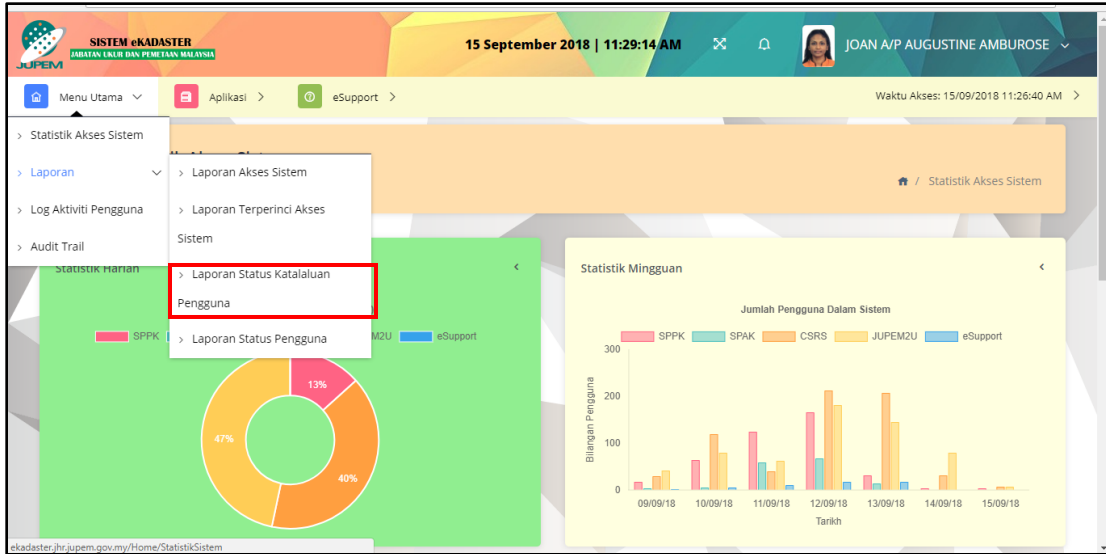 SISTEM eKADASTER
JABATAN UKUR DAN PEMETAAN MALAYSIA
JUPEM
15 September 2018 | 11:29:14 AM
JOAN A/P AUGUSTINE AMBUROSE
Menu Utama
Aplikasi >
eSupport >
Waktu Akses: 15/09/2018 11:26:40 AM >
> Statistik Akses Sistem
> Laporan
> Log Aktiviti Pengguna
> Audit Trail
> Laporan Akses Sistem
> Laporan Terperinci Akses
Sistem
> Laporan Status Katalaluan
Pengguna
> Laporan Status Pengguna
/ Statistik Akses Sistem
Statistik Harian
SPPK
M2U
eSupport
13%
47%
40%
Statistik Mingguan
Jumlah Pengguna Dalam Sistem
SPPK SPAK CSRS JUPEM2U eSupport
Bilangan Pengguna
300
200
100
0
09/09/18 10/09/18 11/09/18 12/09/18 13/09/18 14/09/18 15/09/18
Tarikh
ekadaster.jhr.jupem.gov.my/Home/StatistikSistem